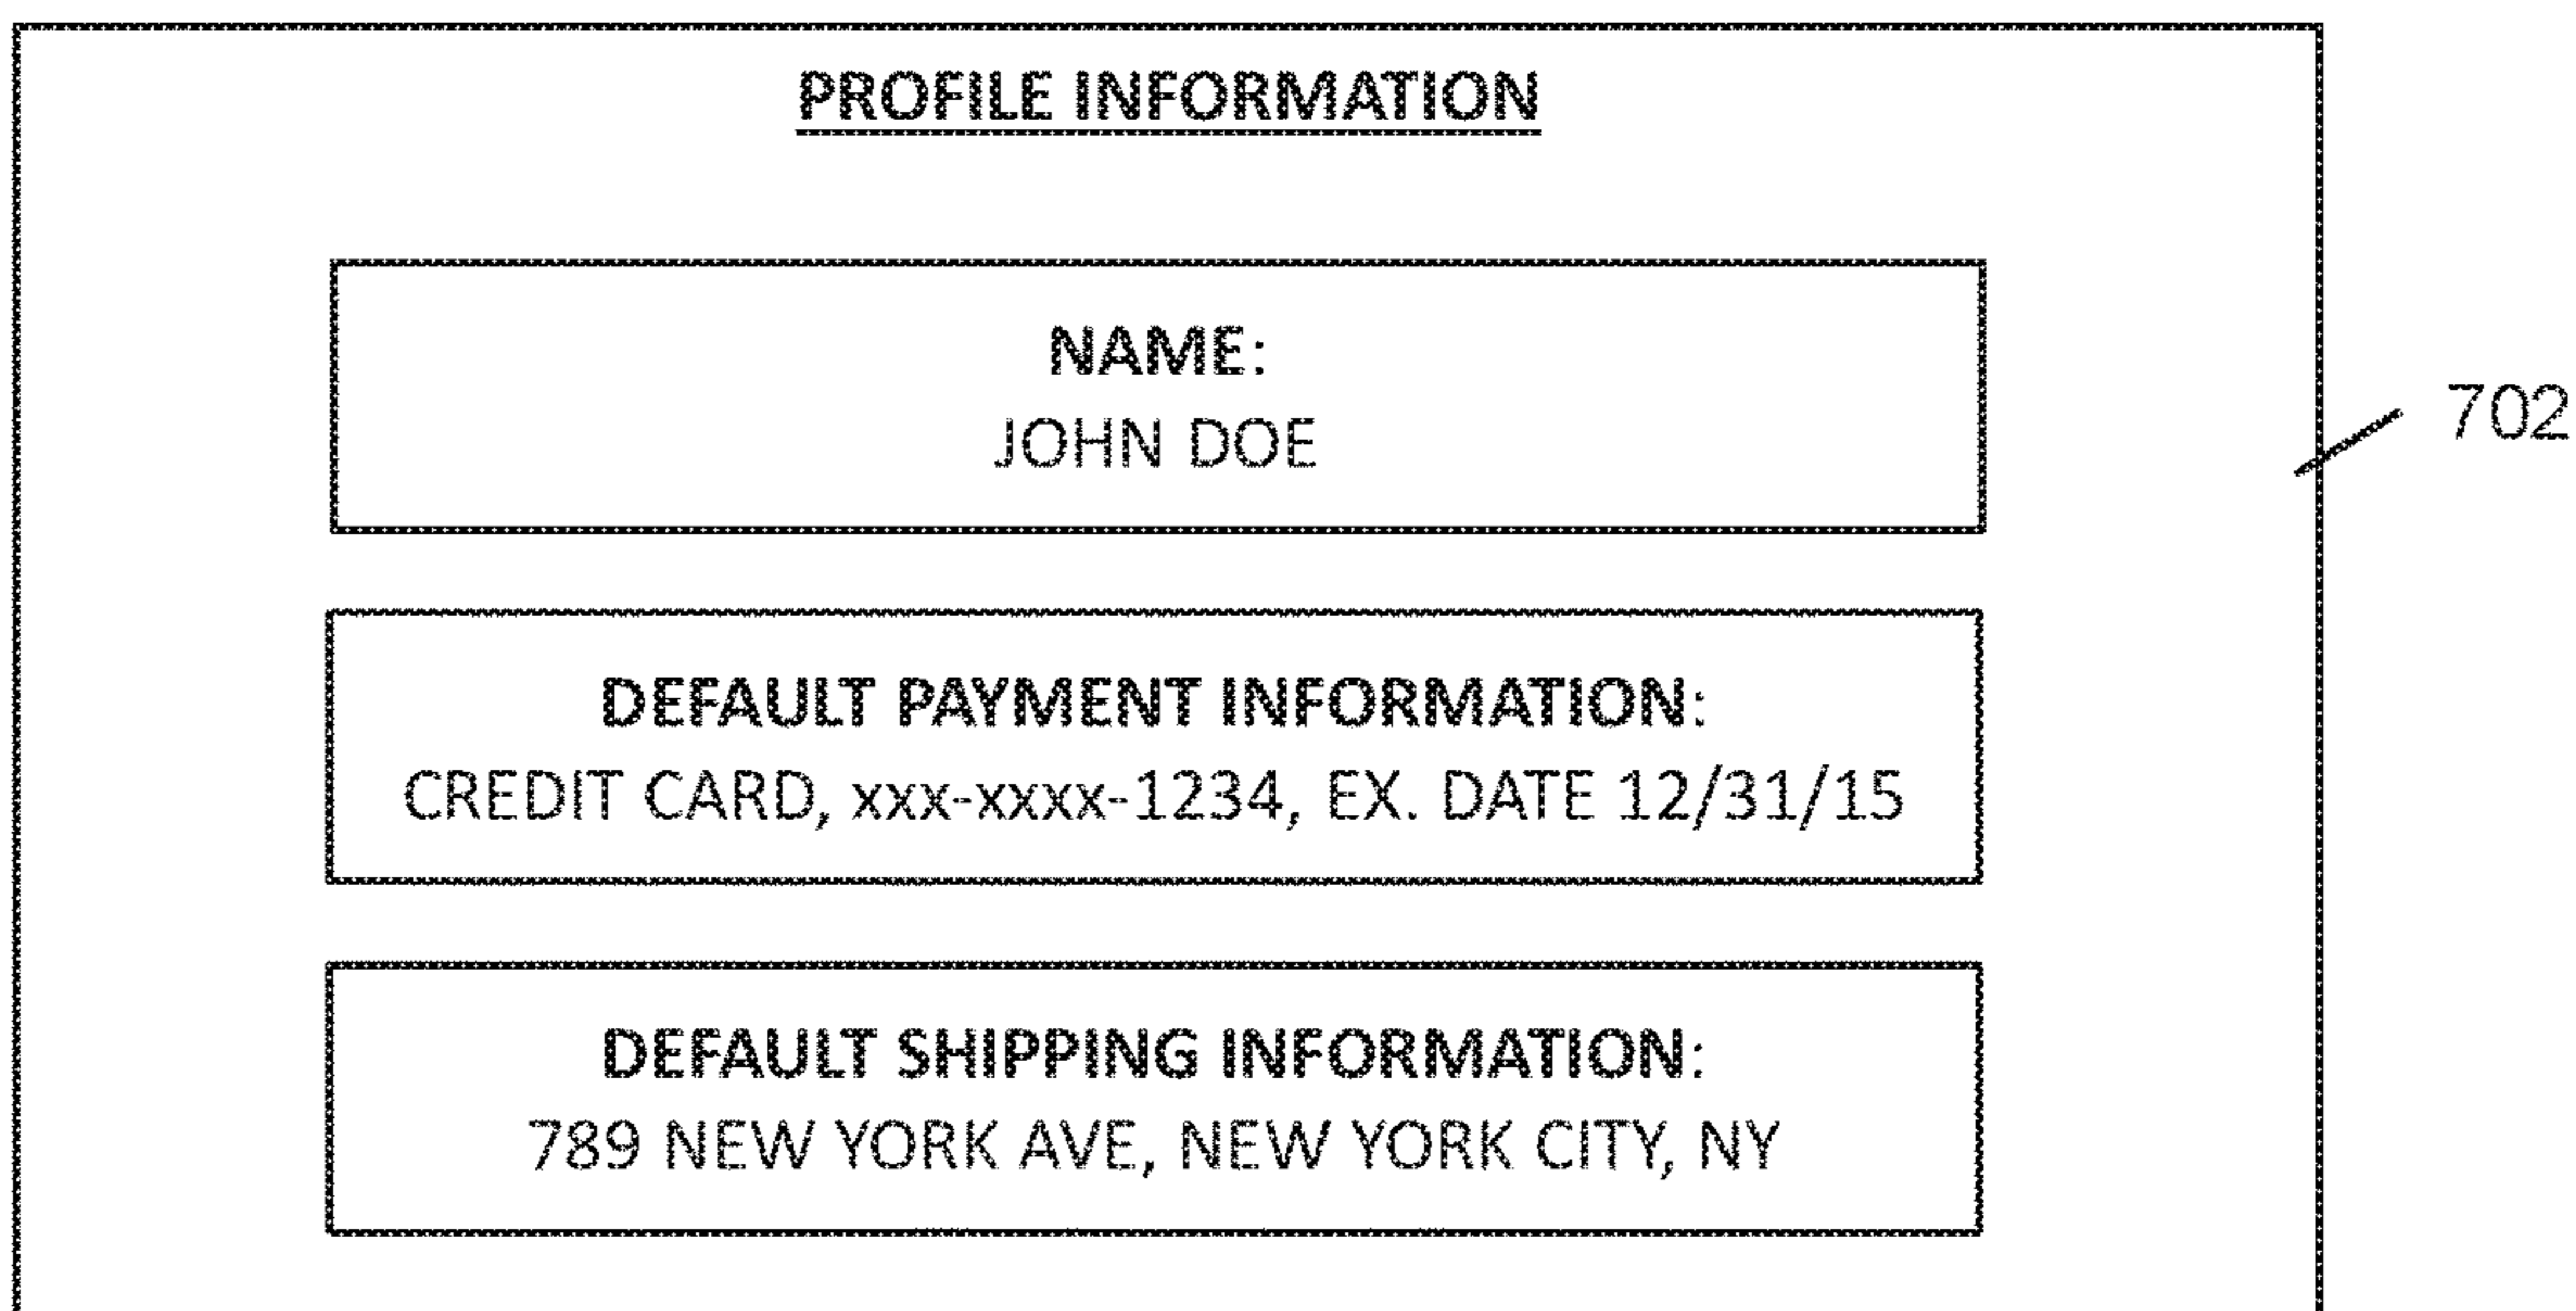 PROFILE INFORMATION
NAME:
JOHN DOE
702
DEFAULT PAYMENT INFORMATION:
CREDIT CARD, xxx-xxxx-1234, EX. DATE 12/31/15
DEFAULT SHIPPING INFORMATION:
789 NEW YORK AVE, NEW YORK CITY, NY